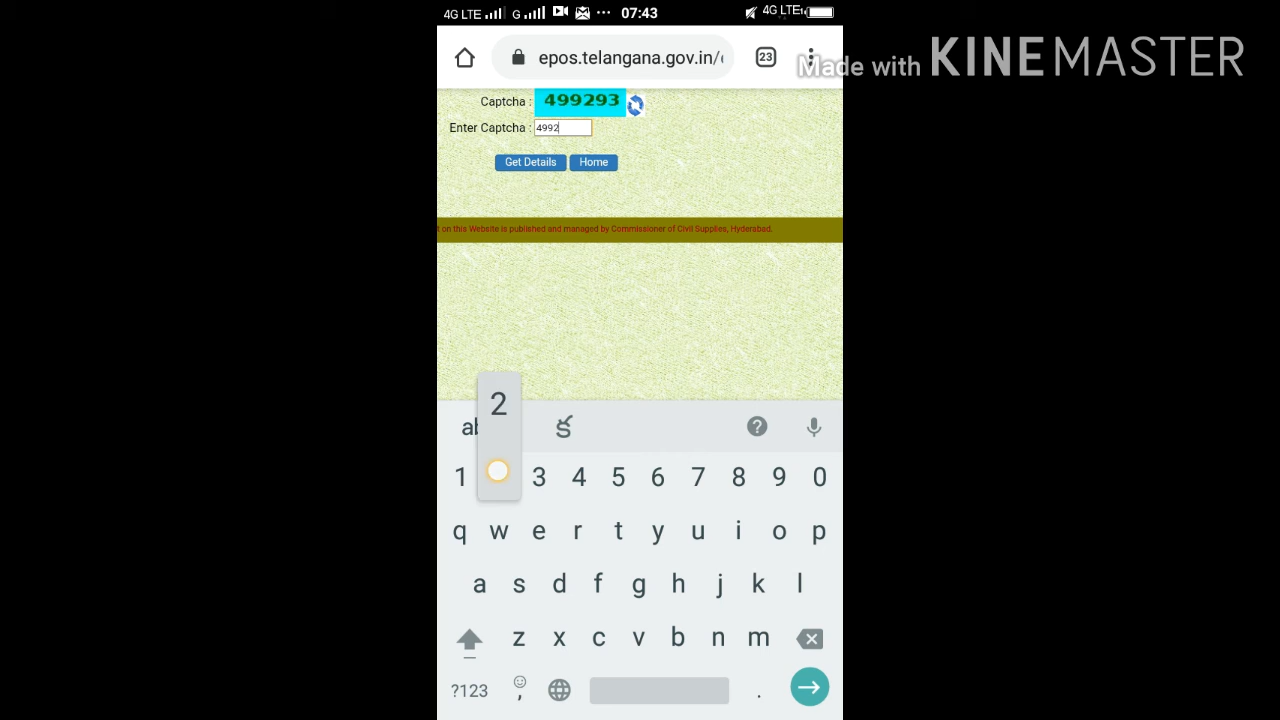 4G LTE G 07:43 4G LTE
epos.telangana.gov.in/ 23
Made with KINEMASTER
Captcha : 499293
Enter Captcha : 4992
Get Details Home
t on this Website is published and managed by Commissioner of Civil Supplies, Hyderabad.
2
క ?
1 3 4 5 6 7 8 9 0
q w e r t y u i o p
a s d f g h j k l
z x c v b n m
?123 , .